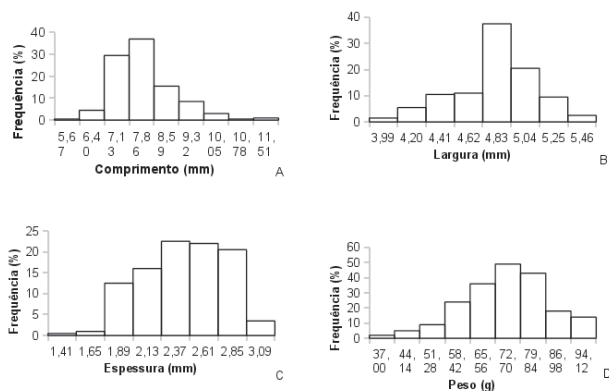 Frequência (%)
40
30
20
10
0
5,6 6,4 7,1 7,8 8,5 9,3 10, 10, 11,
7 0 3 6 9 2 05 78 51
Comprimento (mm)
A
Frequência (%)
40
30
20
10
0
3,99 4,20 4,41 4,62 4,83 5,04 5,25 5,46
Largura (mm)
B
Frequência (%)
25
20
15
10
5
0
1,41 1,65 1,89 2,13 2,37 2,61 2,85 3,09
Espessura (mm)
C
Frequência (%)
60
50
40
30
20
10
0
37, 44, 51, 58, 65, 72, 79, 86, 94,
00 14 28 42 56 70 84 98 12
Peso (g)
D